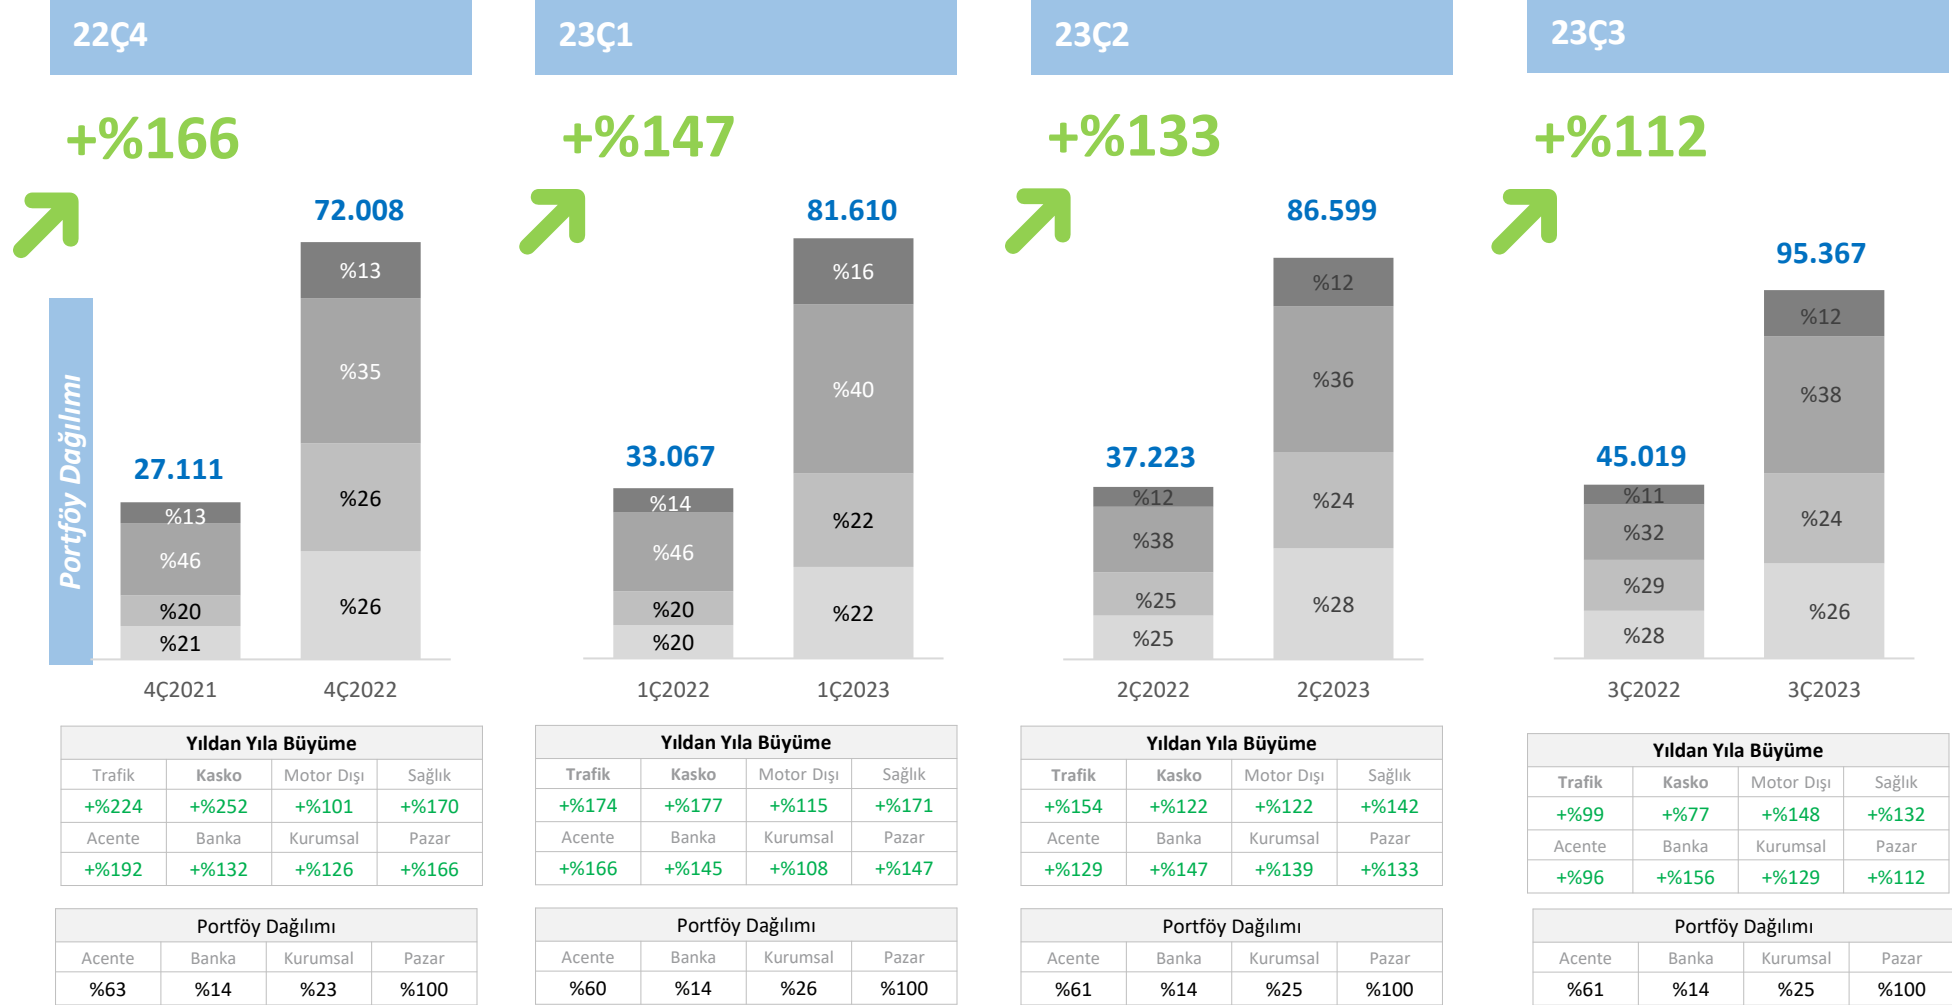 22Ç4
+%166
72.008
%13
%35
%26
%26
27.111
%13
%46
%20
%21
Portföy Dağılımı
4Ç2021 4Ç2022
Yıldan Yıla Büyüme
Trafik Kasko Motor Dışı Sağlık
+%224 +%252 +%101 +%170
Acente Banka Kurumsal Pazar
+%192 +%132 +%126 +%166
Portföy Dağılımı
Acente Banka Kurumsal Pazar
%63 %14 %23 %100
23Ç1
+%147
81.610
%16
%40
%22
%22
33.067
%14
%46
%20
%20
1Ç2022 1Ç2023
Yıldan Yıla Büyüme
Trafik Kasko Motor Dışı Sağlık
+%174 +%177 +%115 +%171
Acente Banka Kurumsal Pazar
+%166 +%145 +%108 +%147
Portföy Dağılımı
Acente Banka Kurumsal Pazar
%60 %14 %26 %100
23Ç2
+%133
86.599
%12
%36
%24
%28
37.223
%12
%38
%25
%25
2Ç2022 2Ç2023
Yıldan Yıla Büyüme
Trafik Kasko Motor Dışı Sağlık
+%154 +%122 +%122 +%142
Acente Banka Kurumsal Pazar
+%129 +%147 +%139 +%133
Portföy Dağılımı
Acente Banka Kurumsal Pazar
%61 %14 %25 %100
23Ç3
+%112
95.367
%12
%38
%24
%26
45.019
%11
%32
%29
%28
3Ç2022 3Ç2023
Yıldan Yıla Büyüme
Trafik Kasko Motor Dışı Sağlık
+%99 +%77 +%148 +%132
Acente Banka Kurumsal Pazar
+%96 +%156 +%129 +%112
Portföy Dağılımı
Acente Banka Kurumsal Pazar
%61 %14 %25 %100